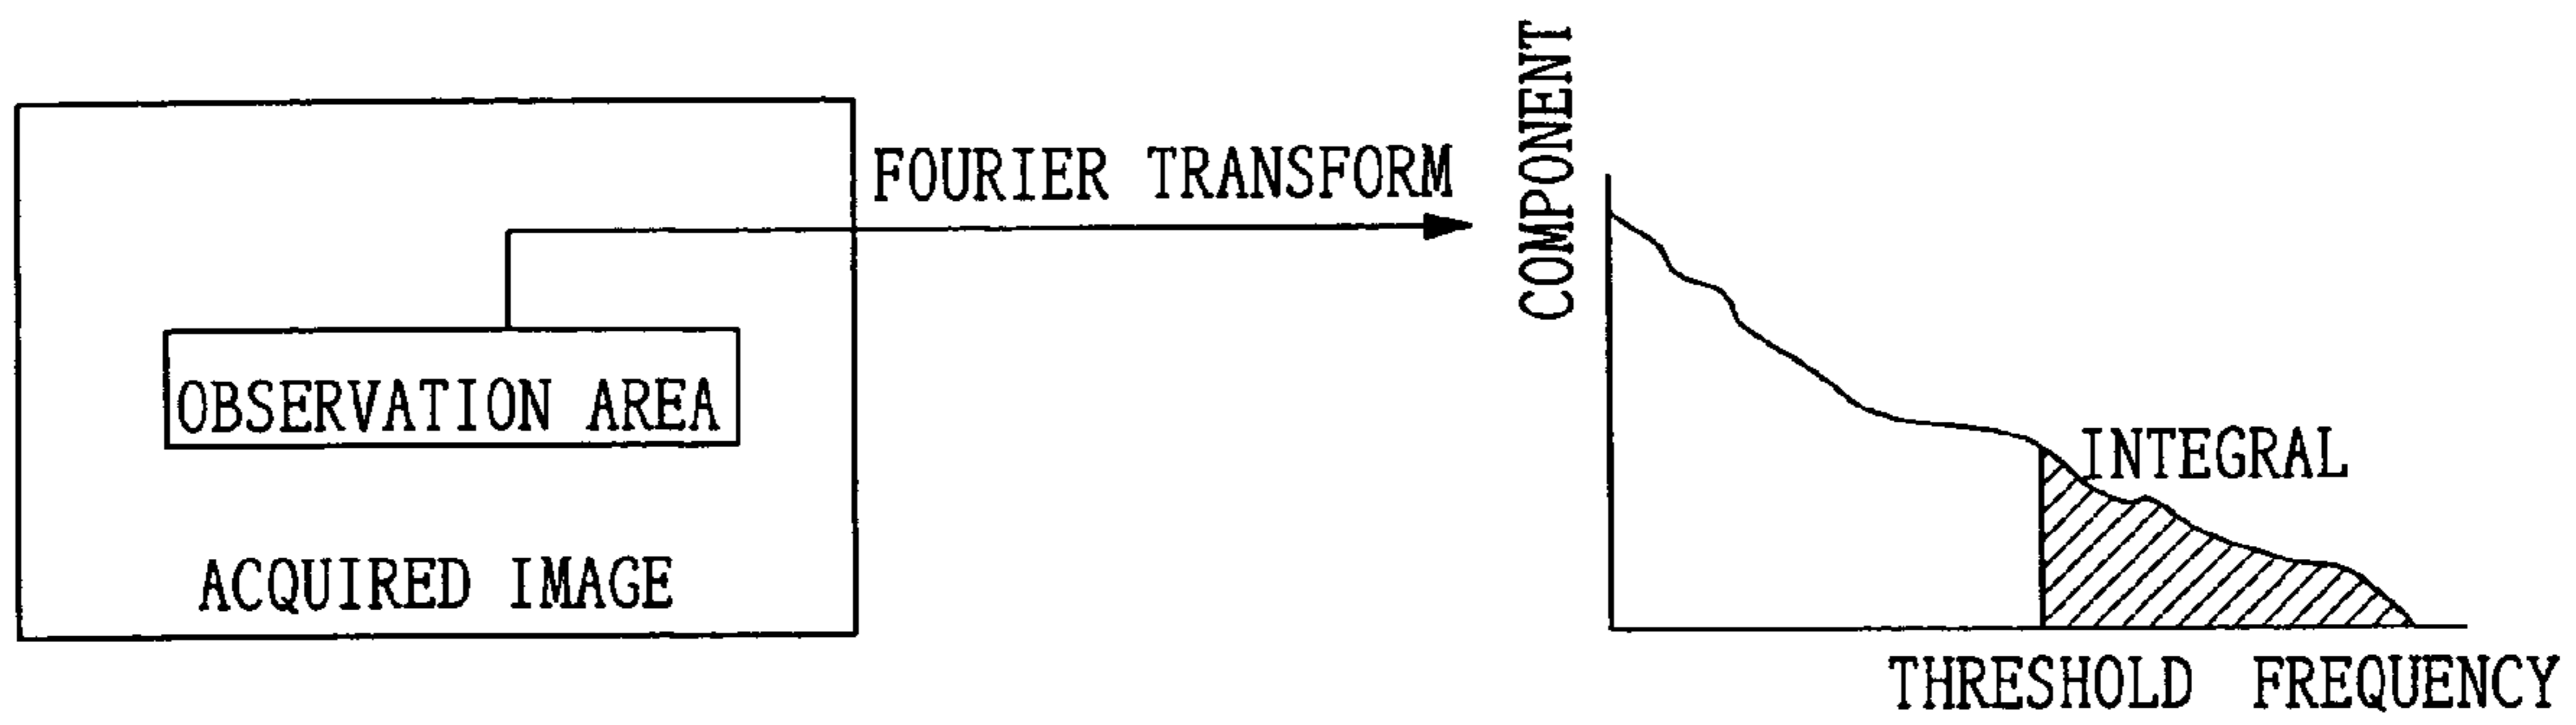 FOURIER TRANSFORM
OBSERVATION AREA
ACQUIRED IMAGE
COMPONENT
INTEGRAL
THRESHOLD FREQUENCY